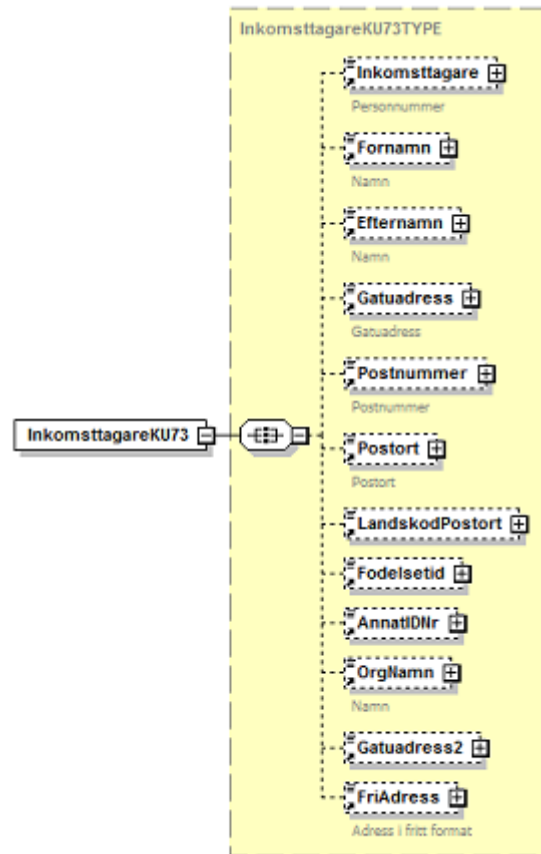 InkomsttagareKU73TYPE
Inkomsttagare
Personnummer
Fornamn
Namn
Efternamn
Namn
Gatuadress
Gatuadress
Postnummer
Postnummer
InkomsttagareKU73
Postort
Postort
LandskodPostort
Fodelsetid
AnnatIDNr
OrgNamn
Namn
Gatuadress2
FriAdress
Adress i fritt format